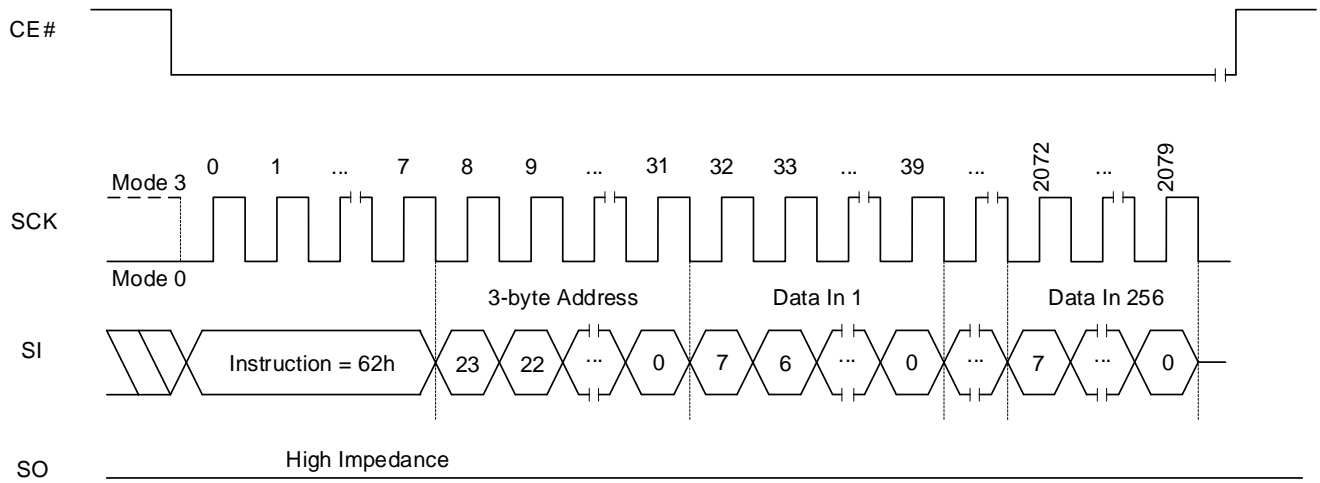 CE#
0 1 ... 7 8 9 ... 31 32 33 ... 39 ... 2072 ... 2079
Mode 3
SCK
Mode 0
3-byte Address Data In 1 Data In 256
SI Instruction = 62h 23 22 ... 0 7 6 ... 0 ... 7 ... 0
High Impedance
SO